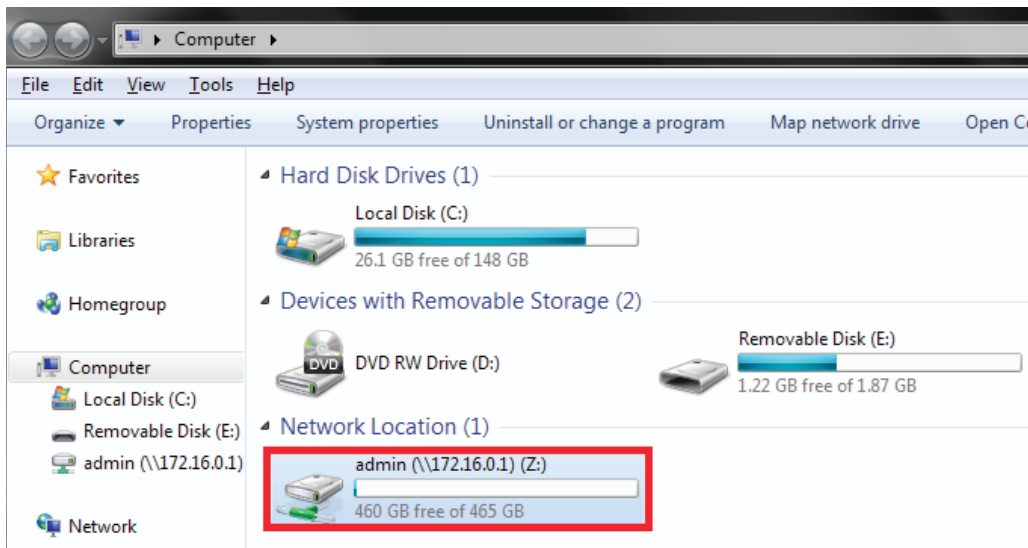 Computer
File Edit View Tools Help
Organize Properties System properties Uninstall or change a program Map network drive Open
Favorites
Libraries
Homegroup
Computer
Local Disk (C:)
Removable Disk (E:)
admin (\\172.16.0.1)
Network
Hard Disk Drives (1)
Local Disk (C:)
26.1 GB free of 148 GB
Devices with Removable Storage (2)
DVD
DVD RW Drive (D:)
Removable Disk (E:)
1.22 GB free of 1.87 GB
Network Location (1)
admin (\\172.16.0.1) (Z:)
460 GB free of 465 GB